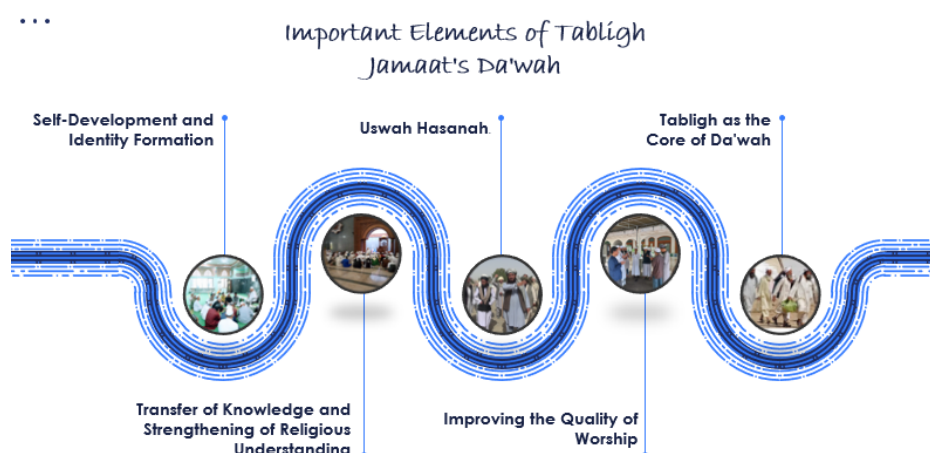 Important Elements of Tabligh
Jamaat's Da'wah
Self-Development and
Identity Formation
Uswah Hasanah.
Tabligh as the
Core of Da'wah
Transfer of Knowledge and
Strengthening of Religious
Understanding
Improving the Quality of
Worship